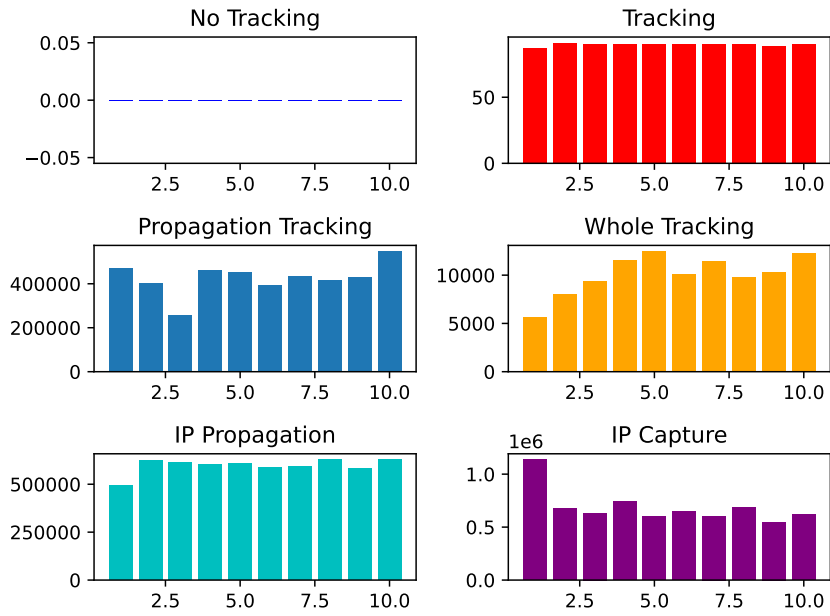 No Tracking
0.05
0.00
−0.05
2.5 5.0 7.5 10.0
Tracking
50
0
2.5 5.0 7.5 10.0
Propagation Tracking
400000
200000
0
2.5 5.0 7.5 10.0
Whole Tracking
10000
5000
0
2.5 5.0 7.5 10.0
IP Propagation
500000
250000
0
2.5 5.0 7.5 10.0
IP Capture
1e6
1.0
0.5
0.0
2.5 5.0 7.5 10.0